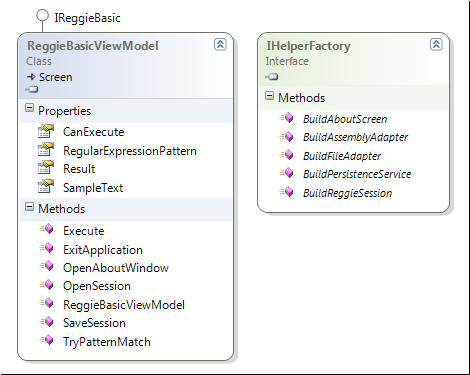 IReggieBasic
ReggieBasicViewModel
Class
Screen
Properties
CanExecute
RegularExpressionPattern
Result
SampleText
Methods
Execute
ExitApplication
OpenAboutWindow
OpenSession
ReggieBasicViewModel
SaveSession
TryPatternMatch
IHelperFactory
Interface
Methods
BuildAboutScreen
BuildAssemblyAdapter
BuildFileAdapter
BuildPersistenceService
BuildReggieSession